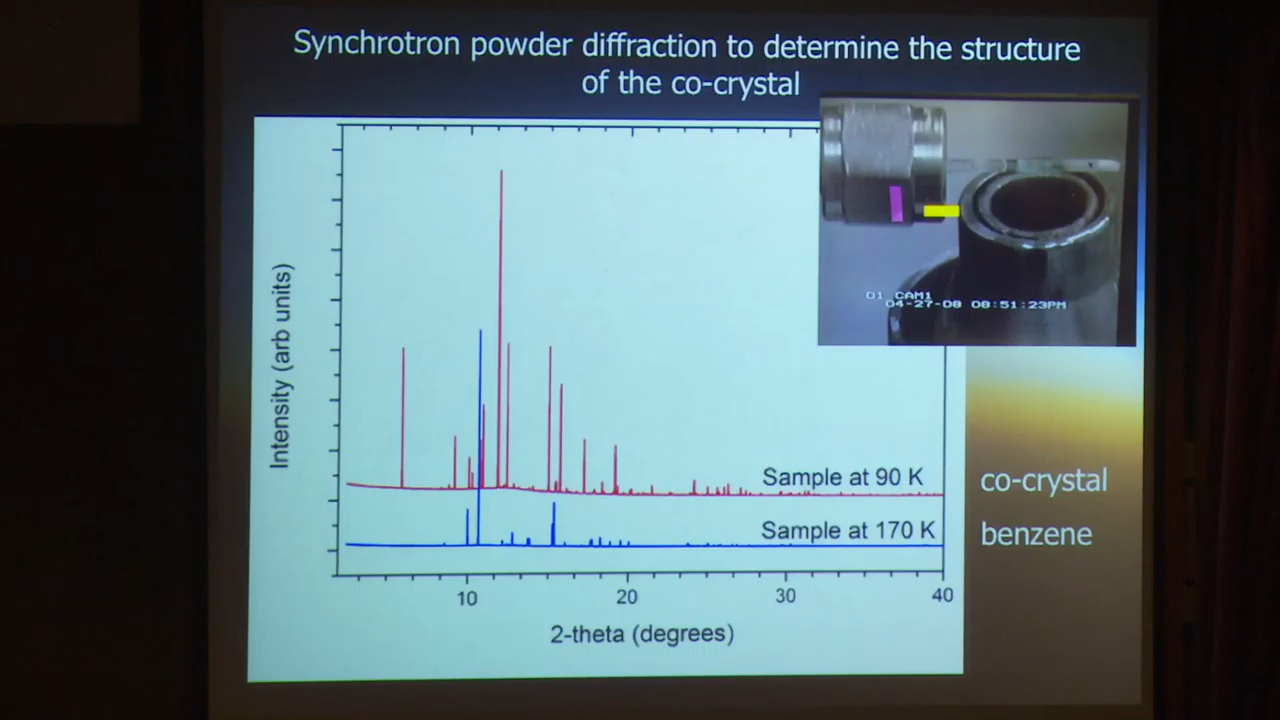 Synchrotron powder diffraction to determine the structure
of the co-crystal
01 CAM1
04-27-08 08:51:23PM
Intensity (arb units)
Sample at 90 K
co-crystal
Sample at 170 K
benzene
10
20
30
40
2-theta (degrees)